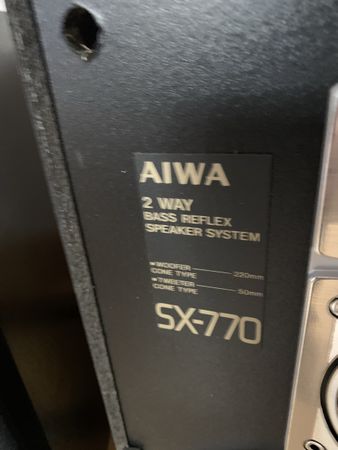 AIWA
2 WAY
BASS REFLEX
SPEAKER SYSTEM
WOOFER
CONE TYPE 220mm
TWEETER
CONE TYPE 50mm
SX-770